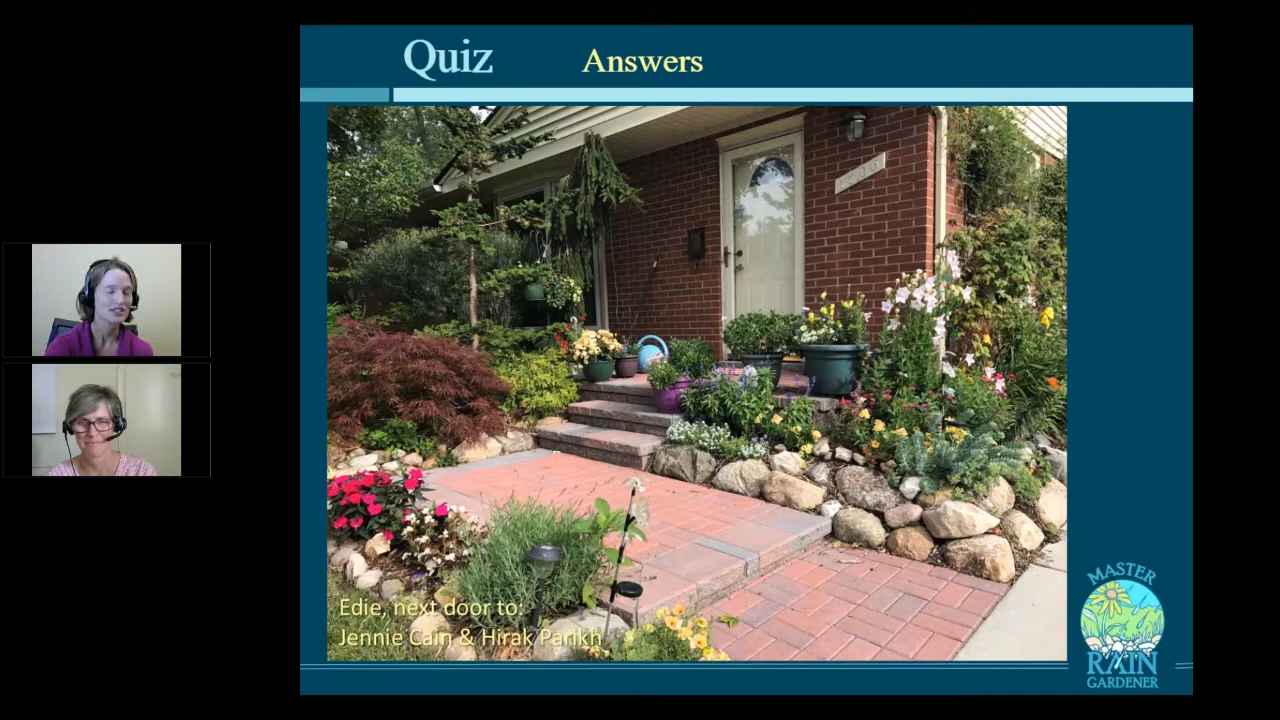 Quiz
Answers
Edie, next door to:
Jennie Cain & Hirak Parikh
MASTER
RAIN
GARDENER